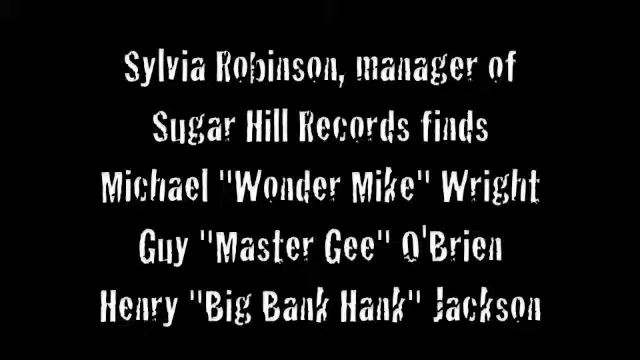 Sylvia Robinson, manager of
Sugar Hill Records finds
Michael "Wonder Mike" Wright
Guy "Master Gee" O'Brien
Henry "Big Bank Hank" Jackson